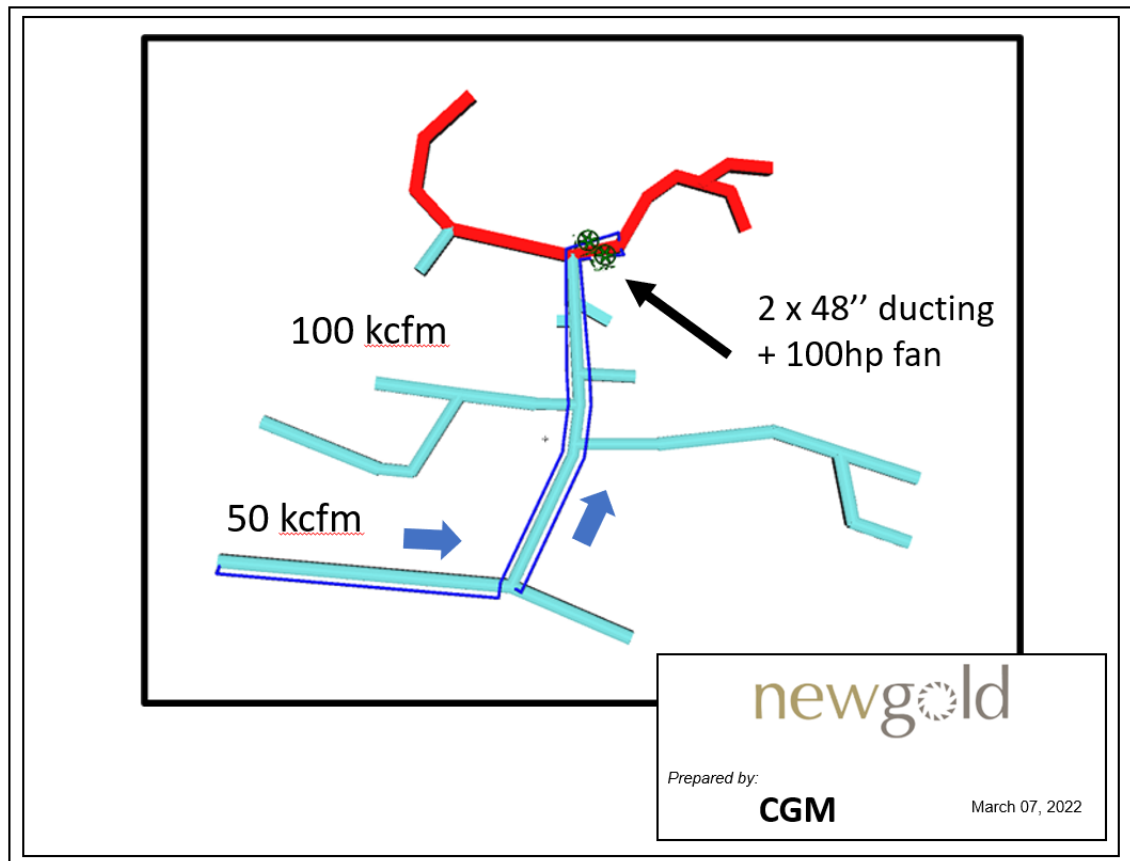 100 kcfm
2 x 48’’ ducting
+ 100hp fan
50 kcfm
newgold
Prepared by:
CGM
March 07, 2022